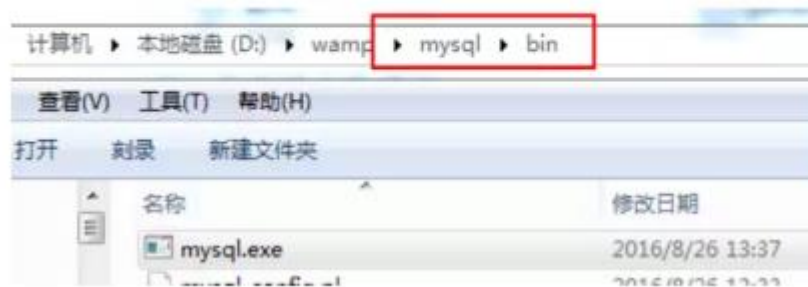 计算机 ▸ 本地磁盘 (D:) ▸ wamp ▸ mysql ▸ bin
查看(V) 工具(T) 帮助(H)
打开 刻录 新建文件夹
名称 修改日期
mysql.exe 2016/8/26 13:37